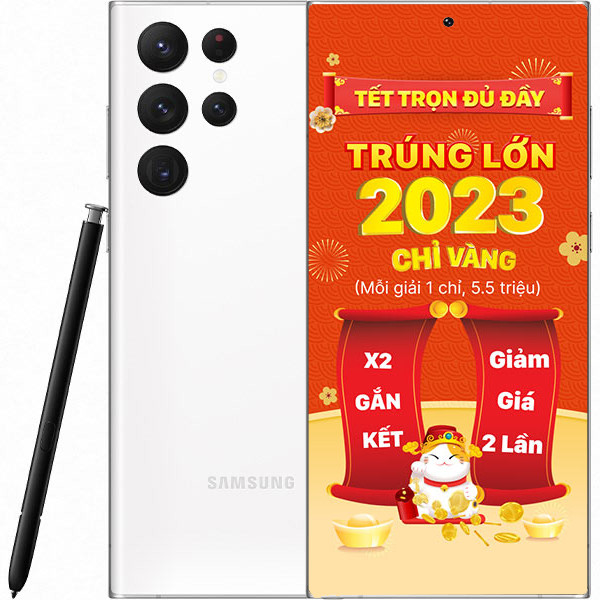 TẾT TRỌN ĐỦ ĐẦY
TRÚNG LỚN
2023
CHỈ VÀNG
(Mỗi giải 1 chỉ, 5.5 triệu)
X2
GẮN
KẾT
Giảm
Giá
2 Lần
SAMSUNG